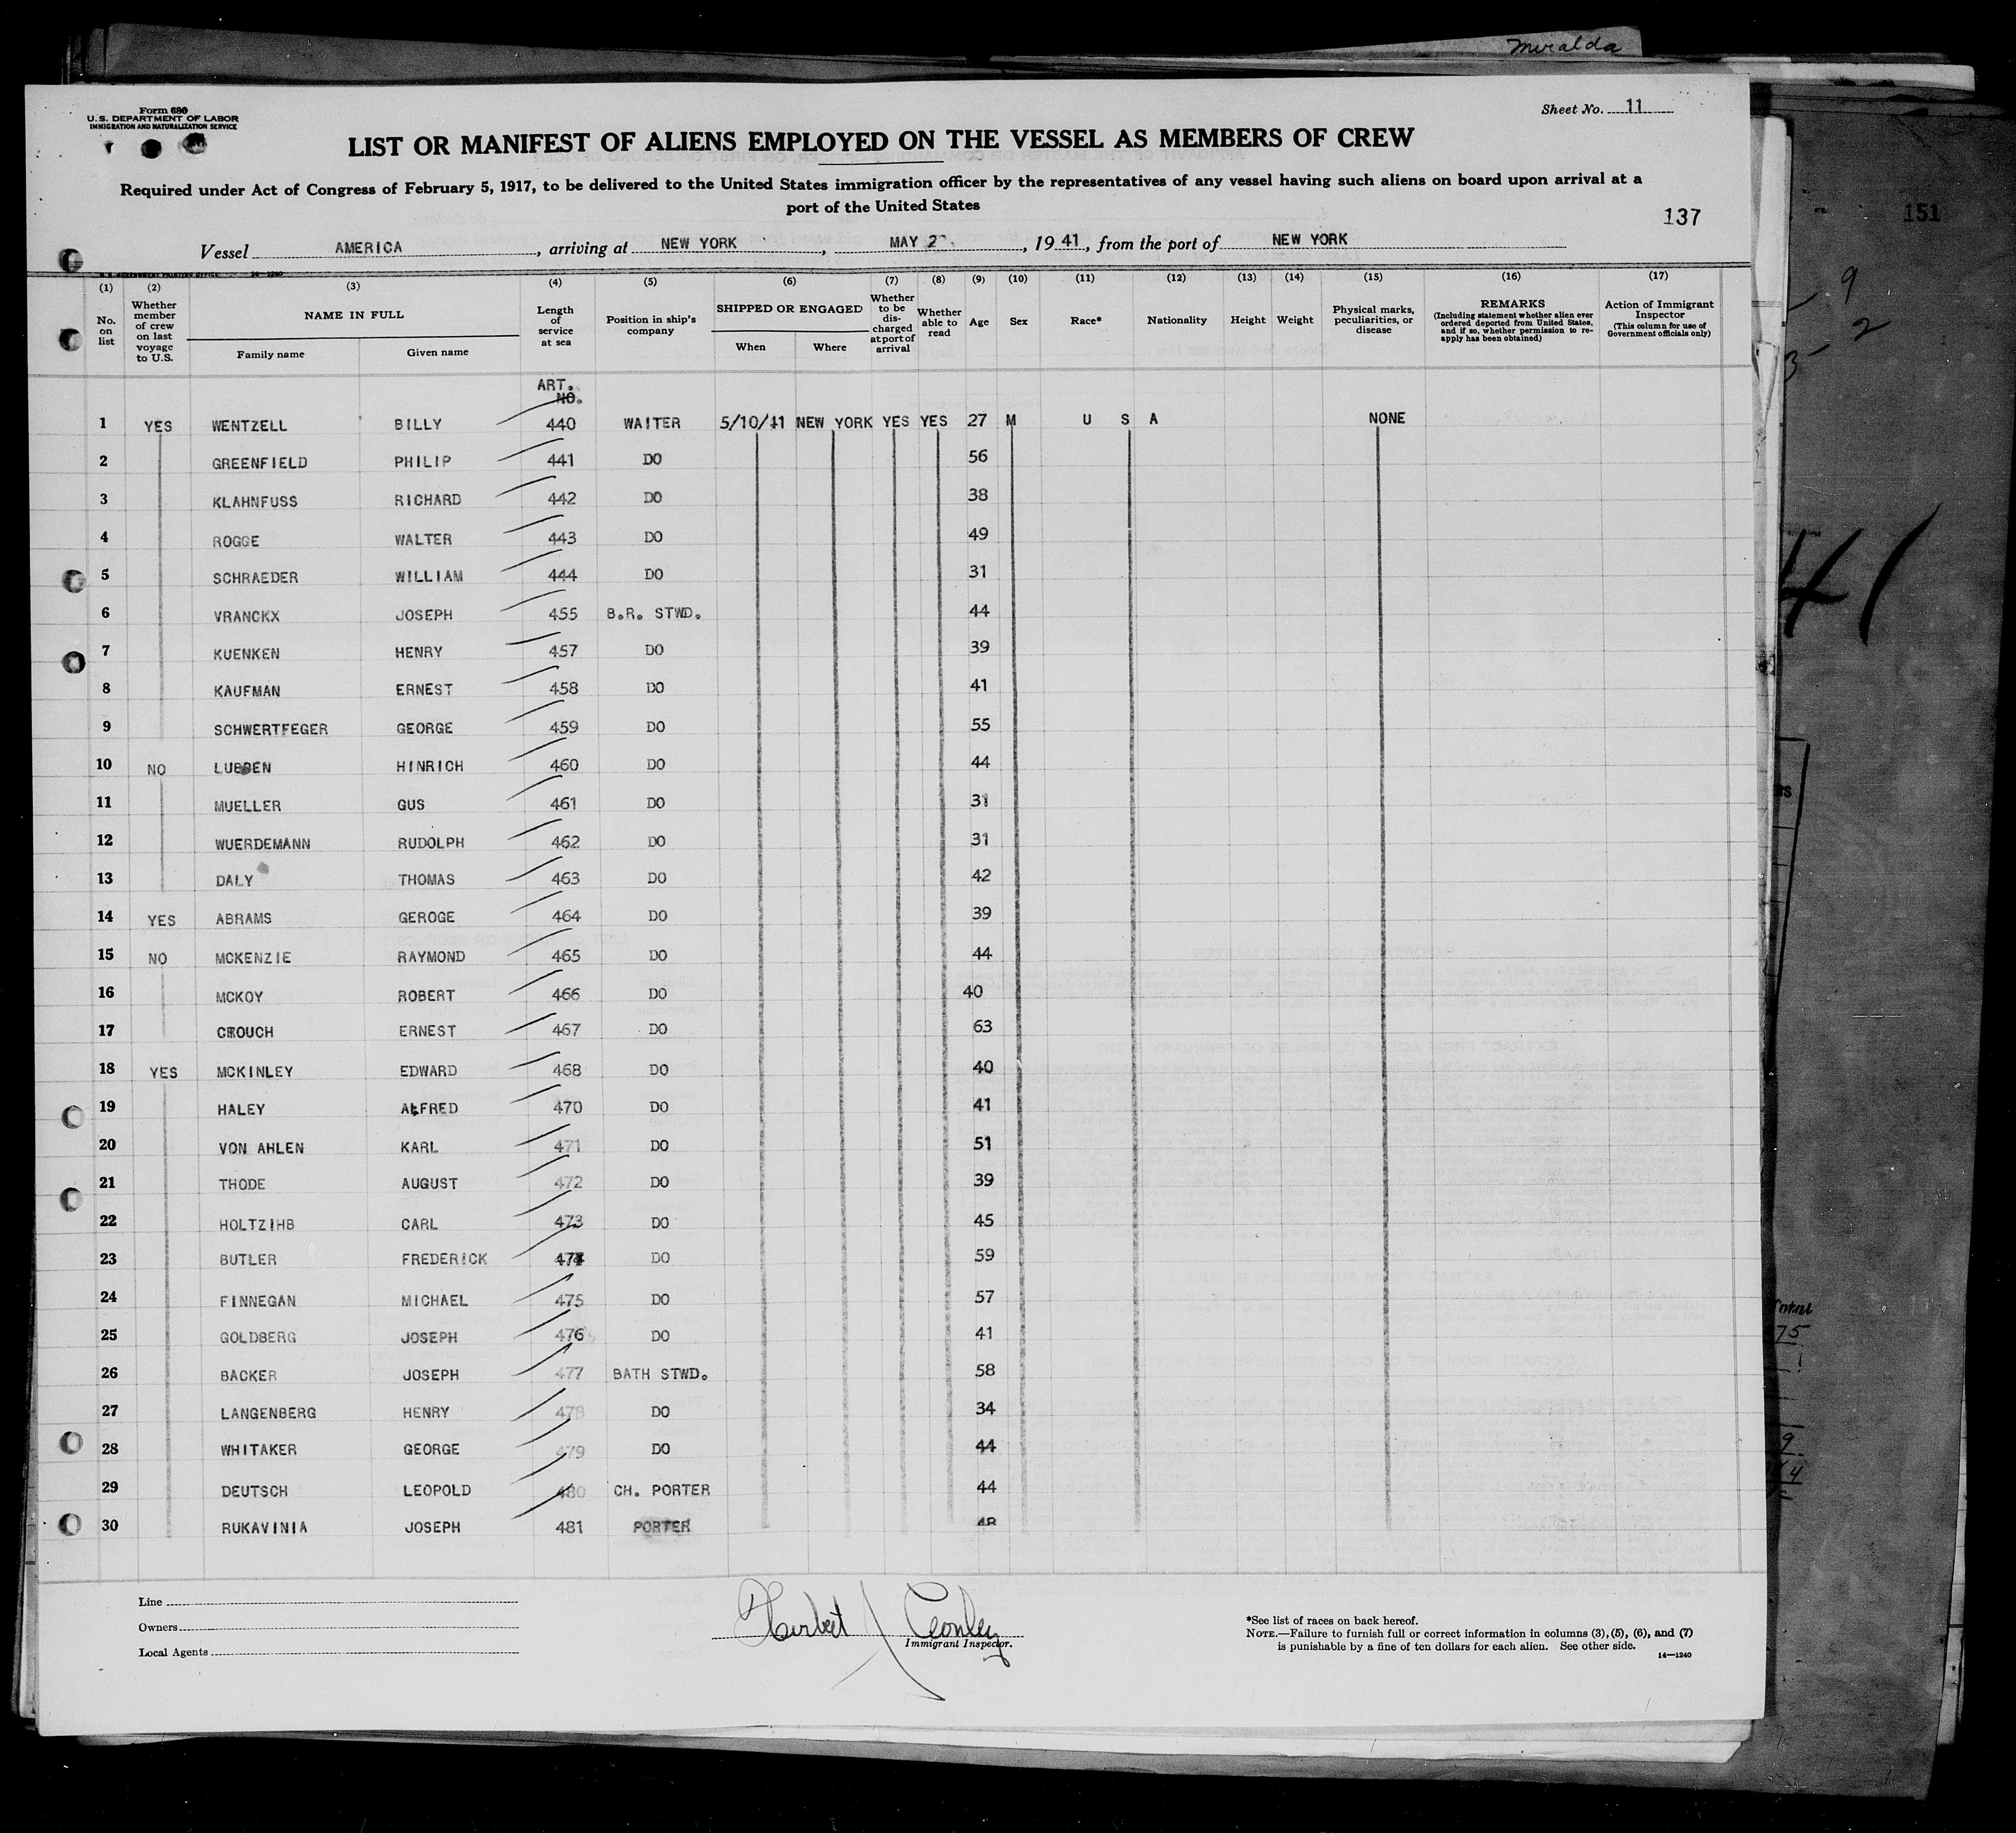 Miralda
Form 680
U. S. DEPARTMENT OF LABOR
IMMIGRATION AND NATURALIZATION SERVICE
Sheet No. 11
LIST OR MANIFEST OF ALIENS EMPLOYED ON THE VESSEL AS MEMBERS OF CREW
Required under Act of Congress of February 5, 1917, to be delivered to the United States immigration officer by the representatives of any vessel having such aliens on board upon arrival at a
port of the United States
137
151
Vessel AMERICA, arriving at NEW YORK, MAY 2, 1941, from the port of NEW YORK
(1) (2) (3) (4) (5) (6) (7) (8) (9) (10) (11) (12) (13) (14) (15) (16) (17)
No. on list
Whether member of crew on last voyage to U.S.
NAME IN FULL
Family name
Given name
Length of service at sea
Position in ship's company
SHIPPED OR ENGAGED
When
Where
Whether to be discharged at port of arrival
Whether able to read
Age
Sex
Race*
Nationality
Height
Weight
Physical marks, peculiarities, or disease
REMARKS
(Including statement whether alien ever ordered deported from United States, and if so, whether permission to reapply has been obtained)
Action of Immigrant Inspector
(This column for use of Government officials only)
ART. NO.
1 YES WENTZELL BILLY 440 WAITER 5/10/41 NEW YORK YES YES 27 M U S A NONE
2 GREENFIELD PHILIP 441 DO 56
3 KLAHNFUSS RICHARD 442 DO 38
4 ROGGE WALTER 443 DO 49
5 SCHRAEDER WILLIAM 444 DO 31
6 VRANCKX JOSEPH 455 B.R. STWD. 44
7 KUENKEN HENRY 457 DO 39
8 KAUFMAN ERNEST 458 DO 41
9 SCHWERTFEGER GEORGE 459 DO 55
10 NO LUBBEN HINRICH 460 DO 44
11 MUELLER GUS 461 DO 31
12 WUERDEMANN RUDOLPH 462 DO 31
13 DALY THOMAS 463 DO 42
14 YES ABRAMS GEROGE 464 DO 39
15 NO MCKENZIE RAYMOND 465 DO 44
16 MCKOY ROBERT 466 DO 40
17 CROUCH ERNEST 467 DO 63
18 YES MCKINLEY EDWARD 468 DO 40
19 HALEY ALFRED 470 DO 41
20 VON AHLEN KARL 471 DO 51
21 THODE AUGUST 472 DO 39
22 HOLTZIHB CARL 473 DO 45
23 BUTLER FREDERICK 474 DO 59
24 FINNEGAN MICHAEL 475 DO 57
25 GOLDBERG JOSEPH 476 DO 41
26 BACKER JOSEPH 477 BATH STWD. 58
27 LANGENBERG HENRY 478 DO 34
28 WHITAKER GEORGE 479 DO 44
29 DEUTSCH LEOPOLD 480 CH. PORTER 44
30 RUKAVINIA JOSEPH 481 PORTER 48
Line
Owners
Local Agents
Herbert J Conley
Immigrant Inspector.
*See list of races on back hereof.
NOTE.—Failure to furnish full or correct information in columns (3), (5), (6), and (7)
is punishable by a fine of ten dollars for each alien. See other side.
14—1240